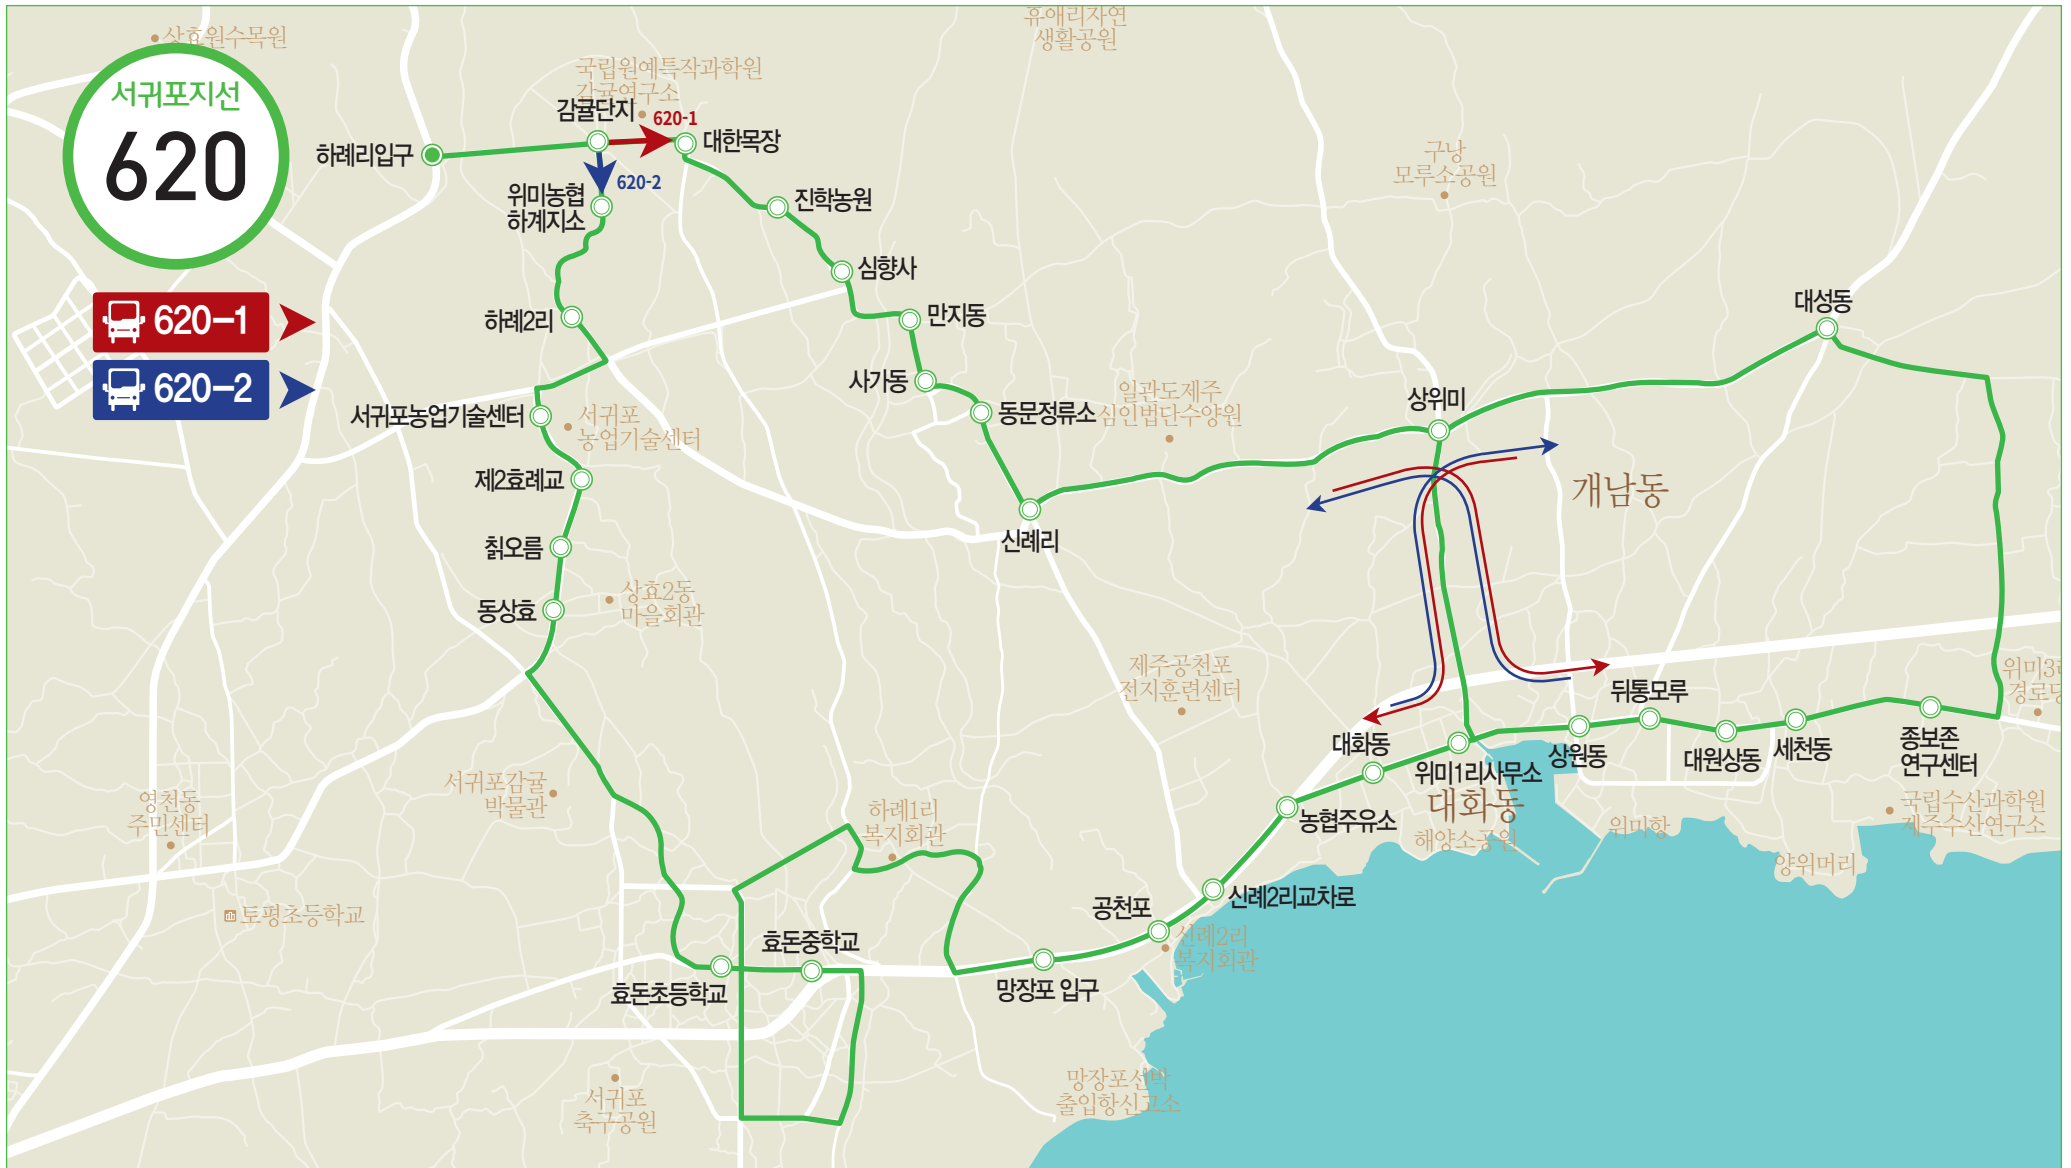 상효원수목원
휴애리자연
생활공원
서귀포지선
620
국립원예특작과학원
감귤연구소
감귤단지
620-1
하례리입구
대한목장
구낭
모루소공원
620-2
위미농협
하계지소
진학농원
심향사
620-1
하례2리
만지동
대성동
620-2
사가동
일관도제주
심인법단수양원
상위미
서귀포농업기술센터
서귀포
농업기술센터
동문정류소
제2효례교
개남동
칡오름
신례리
동상효
상효2동
마을회관
제주공천포
전지훈련센터
위미3리
뒤통모루
대화동
상원동
대원상동
세천동
종보존
연구센터
위미1리사무소
서귀포감귤
박물관
영천동
주민센터
하례1리
복지회관
농협주유소
대화동
해양소공원
위미항
국립수산과학원
제주수산연구소
양위머리
토평초등학교
공천포
신례2리교차로
효돈중학교
신례2리
복지회관
효돈초등학교
망장포 입구
서귀포
축구공원
망장포선박
출입항신고소